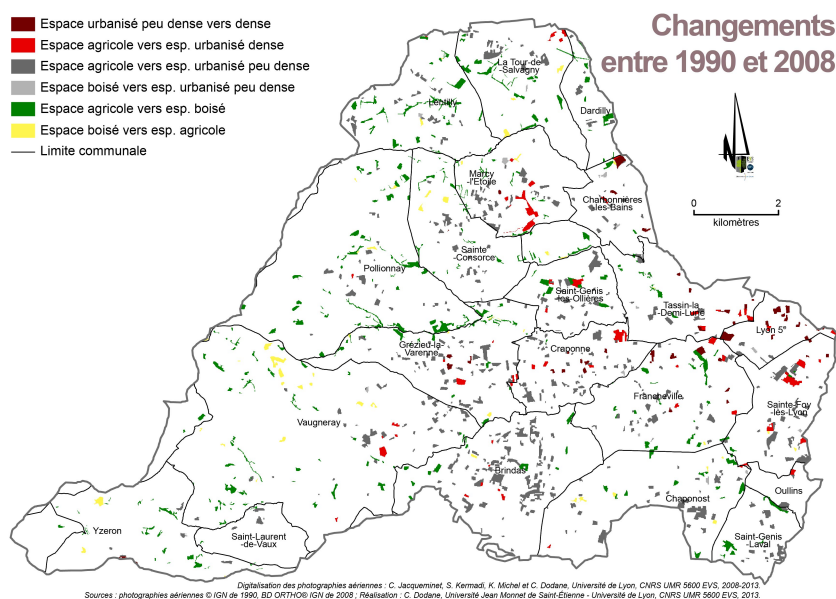 Changements
entre 1990 et 2008
Espace urbanisé peu dense vers dense
Espace agricole vers esp. urbanisé dense
Espace agricole vers esp. urbanisé peu dense
Espace boisé vers esp. urbanisé peu dense
Espace agricole vers esp. boisé
Espace boisé vers esp. agricole
Limite communale
N
0 2
kilomètres
La Tour-de-
-Salvagny
Lentilly
Dardilly
Marcy
-l'Etoile
Charbonnières
-les-Bains
Sainte
-Consorce
Pollionnay
Saint-Genis
-les-Ollières
Tassin-la
-Demi-Lune
Lyon 5°
Grézieu-la-
Varenne
Craponne
Francheville
Sainte-Foy
-lès-Lyon
Vaugneray
Brindas
Chaponost
Oullins
Yzeron
Saint-Laurent
-de-Vaux
Saint-Genis
-Laval
Digitalisation des photographies aériennes : C. Jacqueminet, S. Kermadi, K. Michel et C. Dodane, Université de Lyon, CNRS UMR 5600 EVS, 2008-2013.
Sources : photographies aériennes © IGN de 1990, BD ORTHO® IGN de 2008 ; Réalisation : C. Dodane, Université Jean Monnet de Saint-Étienne - Université de Lyon, CNRS UMR 5600 EVS, 2013.